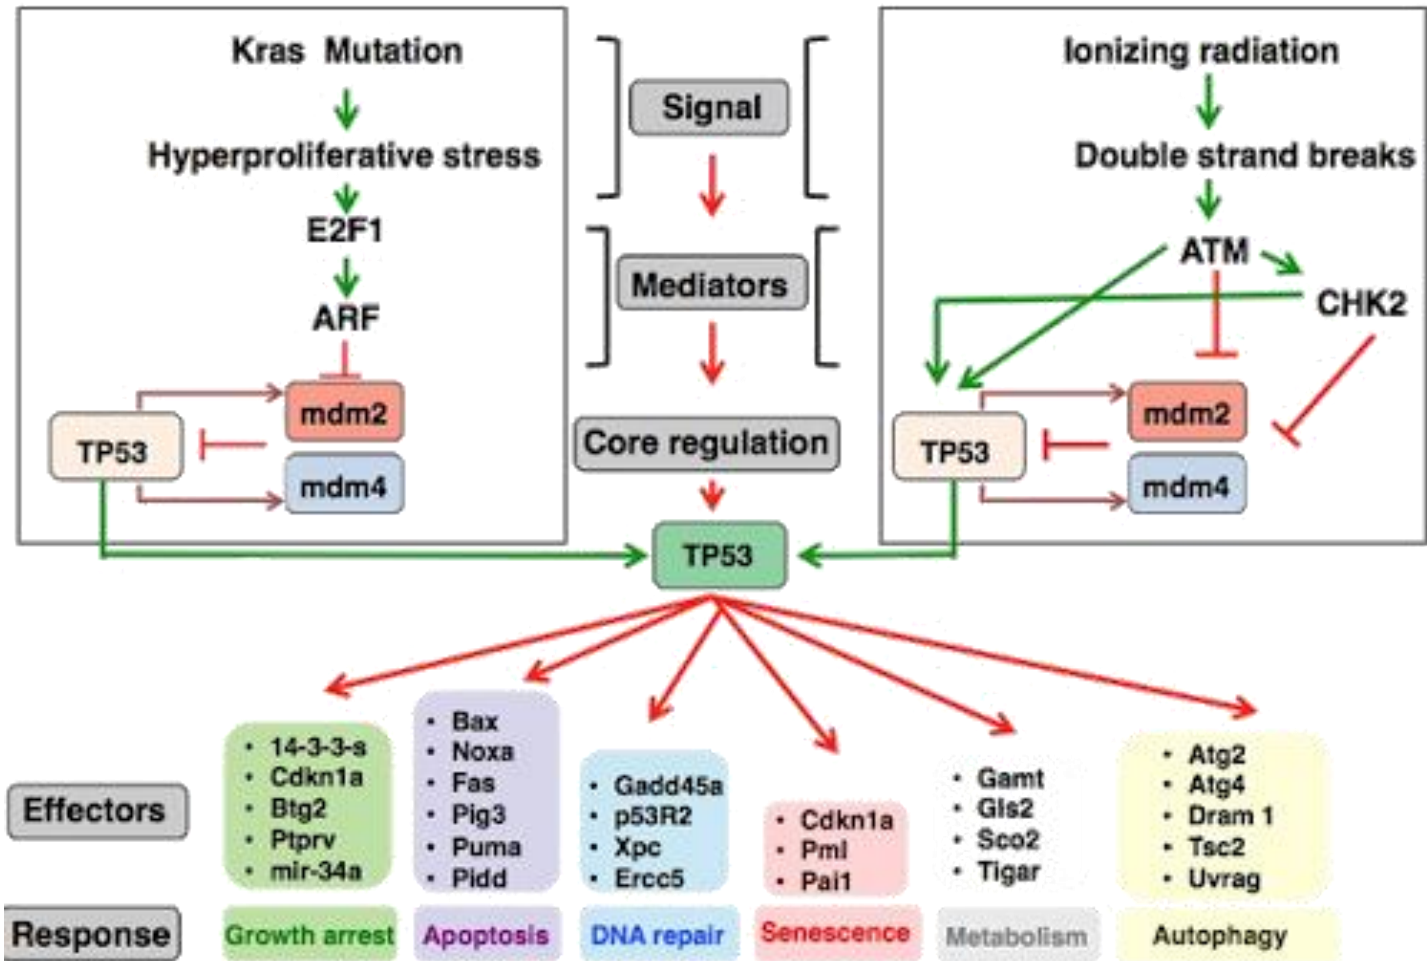 Kras Mutation
Hyperproliferative stress
E2F1
ARF
mdm2
TP53
mdm4
Signal
Mediators
Core regulation
TP53
Ionizing radiation
Double strand breaks
ATM
CHK2
mdm2
TP53
mdm4
Effectors
• 14-3-3-s
• Cdkn1a
• Btg2
• Ptprv
• mir-34a
• Bax
• Noxa
• Fas
• Pig3
• Puma
• Pidd
• Gadd45a
• p53R2
• Xpc
• Ercc5
• Cdkn1a
• Pml
• Pai1
• Gamt
• Gls2
• Sco2
• Tigar
• Atg2
• Atg4
• Dram 1
• Tsc2
• Uvrag
Response
Growth arrest
Apoptosis
DNA repair
Senescence
Metabolism
Autophagy